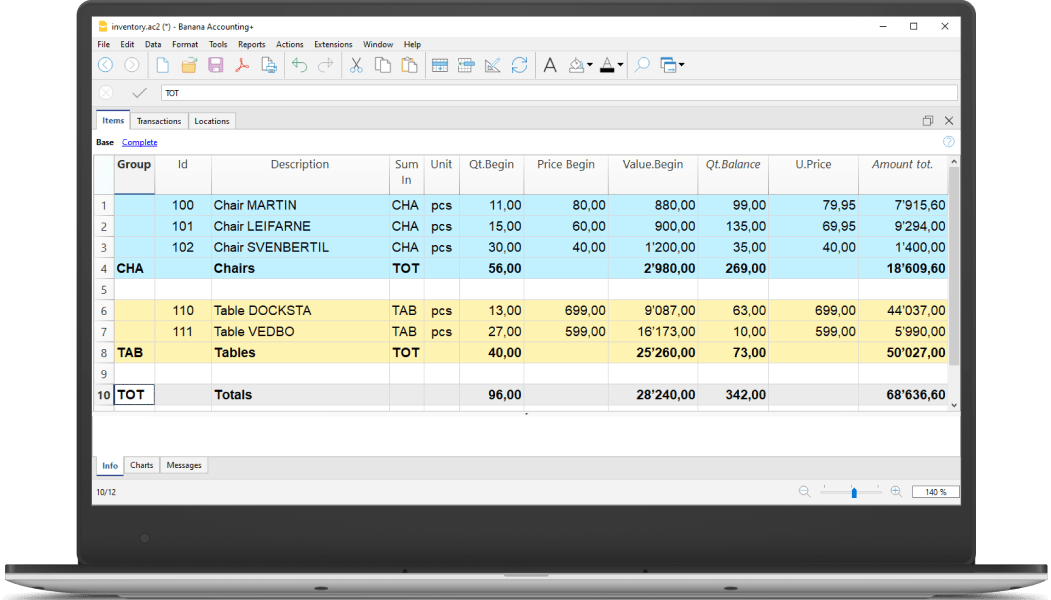 inventory.ac2 (*) - Banana Accounting+
File Edit Data Format Tools Reports Actions Extensions Window Help
TOT
Items Transactions Locations
Base Complete
Group Id Description Sum In Unit Qt.Begin Price Begin Value.Begin Qt.Balance U.Price Amount tot.
1 100 Chair MARTIN CHA pcs 11,00 80,00 880,00 99,00 79,95 7'915,60
2 101 Chair LEIFARNE CHA pcs 15,00 60,00 900,00 135,00 69,95 9'294,00
3 102 Chair SVENBERTIL CHA pcs 30,00 40,00 1'200,00 35,00 40,00 1'400,00
4 CHA Chairs TOT 56,00 2'980,00 269,00 18'609,60
5
6 110 Table DOCKSTA TAB pcs 13,00 699,00 9'087,00 63,00 699,00 44'037,00
7 111 Table VEDBO TAB pcs 27,00 599,00 16'173,00 10,00 599,00 5'990,00
8 TAB Tables TOT 40,00 25'260,00 73,00 50'027,00
9
10 TOT Totals 96,00 28'240,00 342,00 68'636,60
Info Charts Messages
10/12 140 %